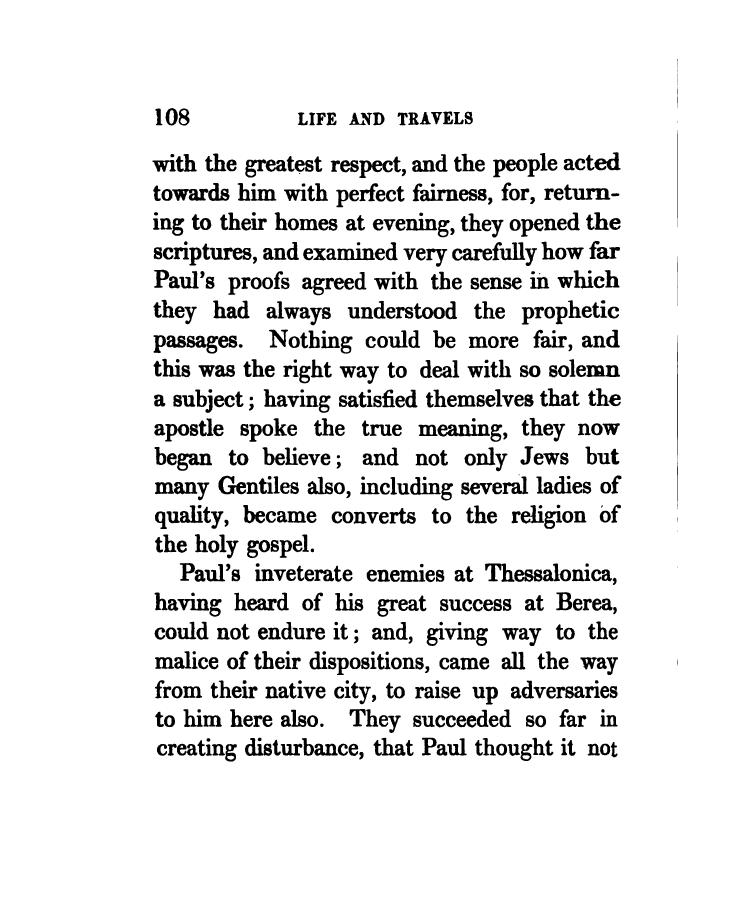 108 LIFE AND TRAVELS
with the greatest respect, and the people acted
towards him with perfect fairness, for, return-
ing to their homes at evening, they opened the
scriptures, and examined very carefully how far
Paul's proofs agreed with the sense in which
they had always understood the prophetic
passages. Nothing could be more fair, and
this was the right way to deal with so solemn
a subject; having satisfied themselves that the
apostle spoke the true meaning, they now
began to believe; and not only Jews but
many Gentiles also, including several ladies of
quality, became converts to the religion of
the holy gospel.
Paul's inveterate enemies at Thessalonica,
having heard of his great success at Berea,
could not endure it; and, giving way to the
malice of their dispositions, came all the way
from their native city, to raise up adversaries
to him here also. They succeeded so far in
creating disturbance, that Paul thought it not